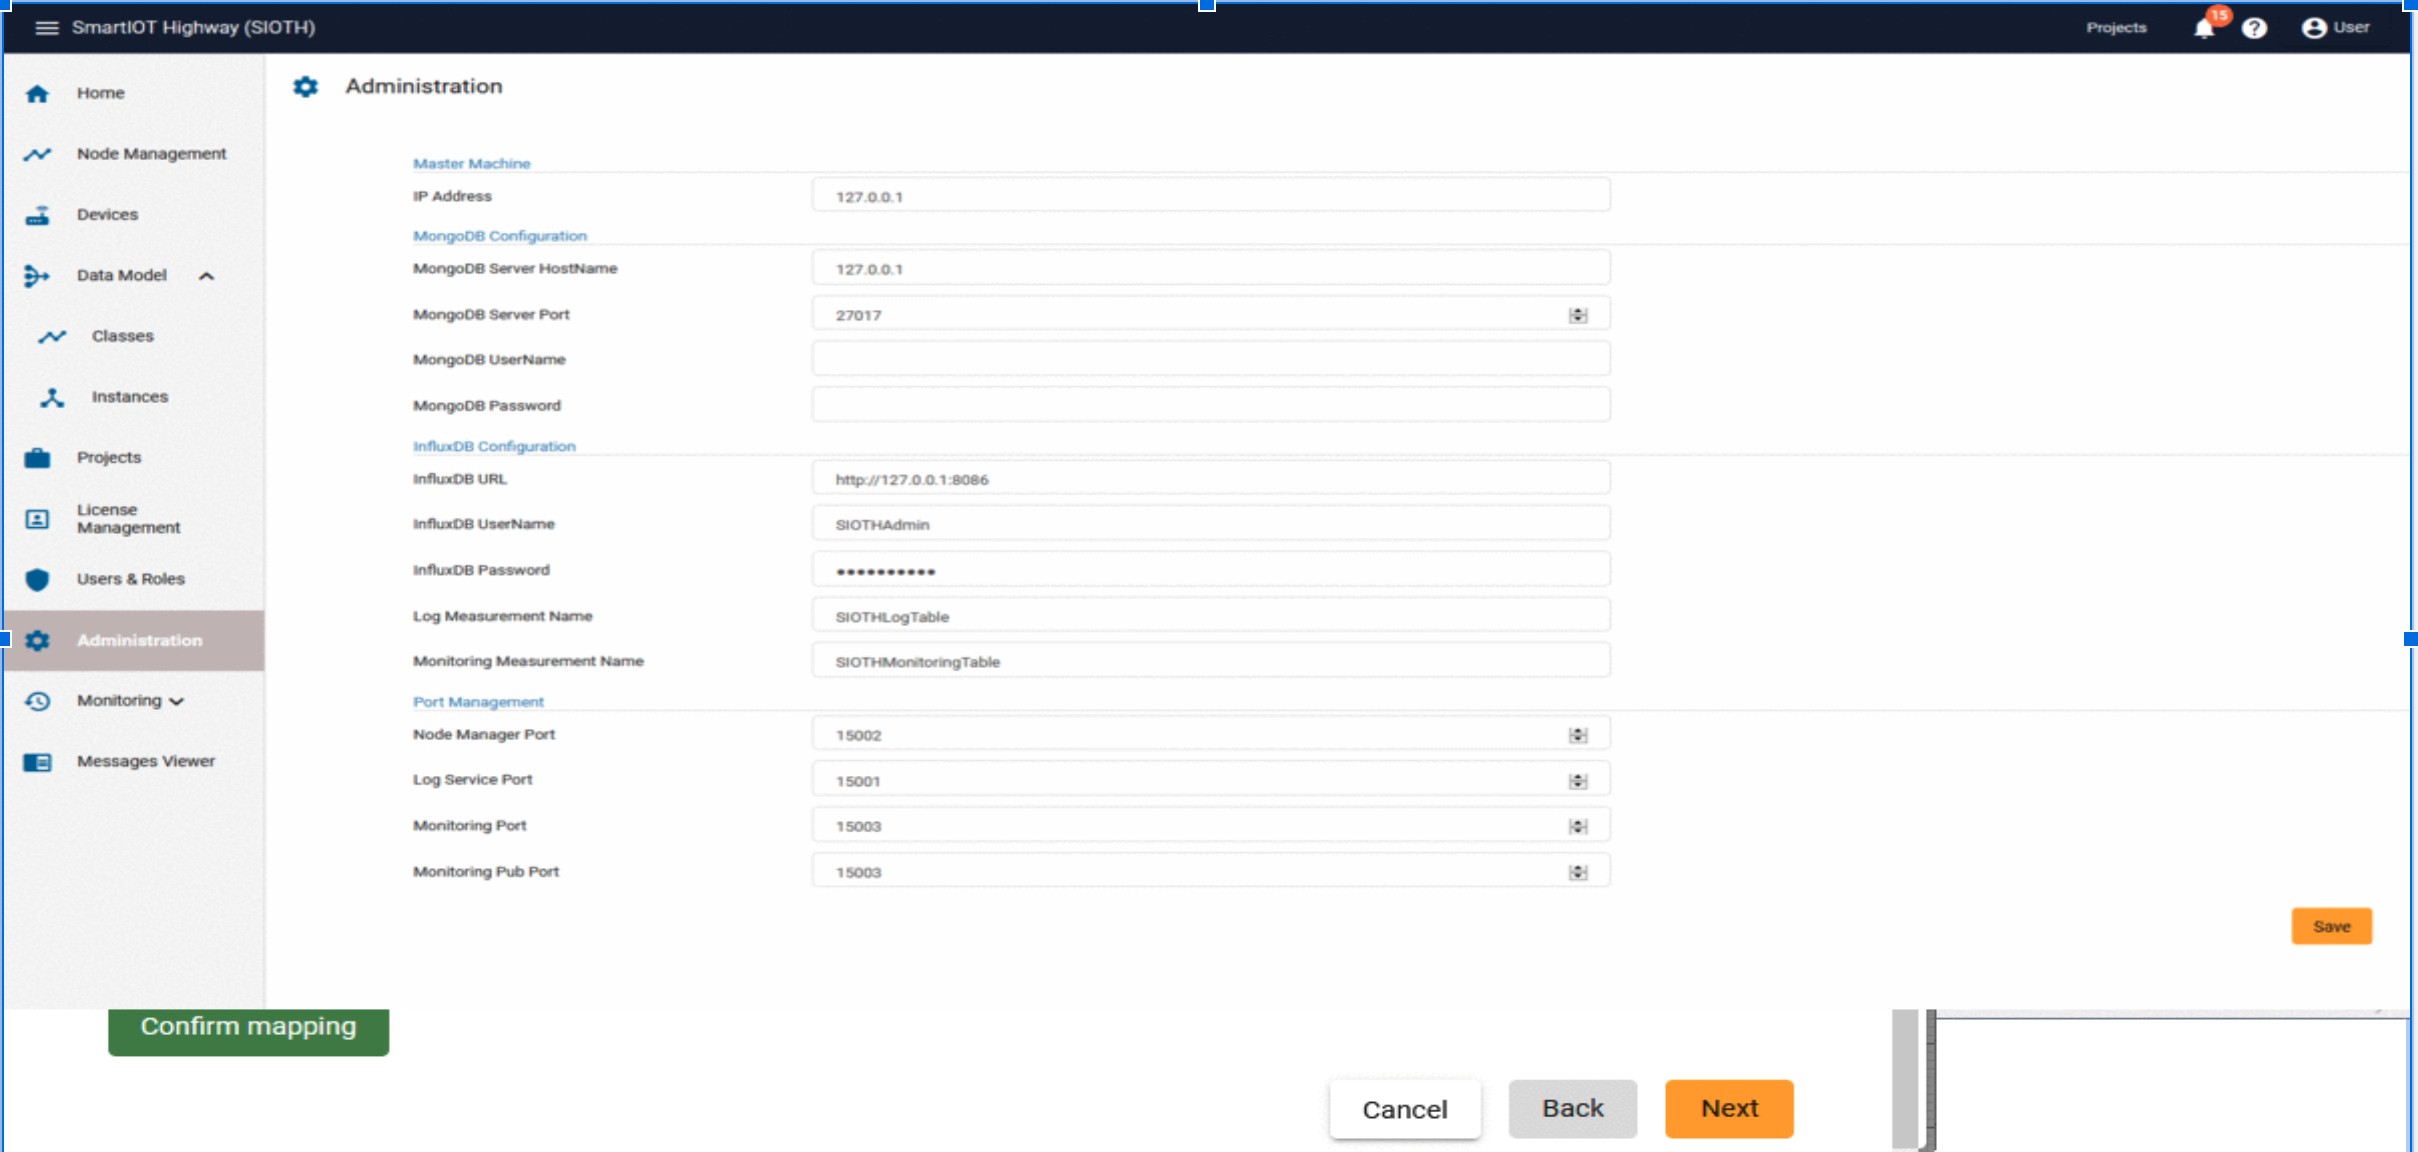 SmartIOT Highway (SIOTH)
Projects
15
?
User
Home
Node Management
Devices
Data Model
Classes
Instances
Projects
License
Management
Users & Roles
Administration
Monitoring
Messages Viewer
Administration
Master Machine
IP Address 127.0.0.1
MongoDB Configuration
MongoDB Server HostName 127.0.0.1
MongoDB Server Port 27017
MongoDB UserName
MongoDB Password
InfluxDB Configuration
InfluxDB URL http://127.0.0.1:8086
InfluxDB UserName SIOTHAdmin
InfluxDB Password ••••••••••
Log Measurement Name SIOTHLogTable
Monitoring Measurement Name SIOTHMonitoringTable
Port Management
Node Manager Port 15002
Log Service Port 15001
Monitoring Port 15003
Monitoring Pub Port 15003
Save
Confirm mapping
Cancel
Back
Next